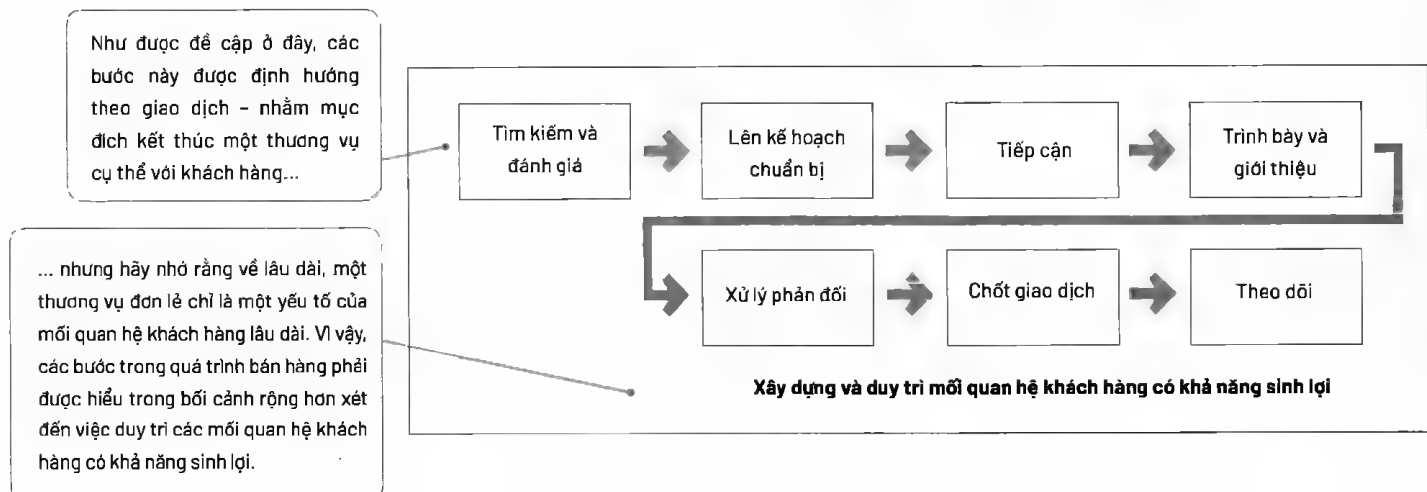 Như được đề cập ở đây, các
bước này được định hướng
theo giao dịch – nhằm mục
đích kết thúc một thương vụ
cụ thể với khách hàng...
Tìm kiếm và
đánh giá
Lên kế hoạch
chuẩn bị
Tiếp cận
Trình bày và
giới thiệu
... nhưng hãy nhớ rằng về lâu dài, một
thương vụ đơn lẻ chỉ là một yếu tố của
mối quan hệ khách hàng lâu dài. Vì vậy,
các bước trong quá trình bán hàng phải
được hiểu trong bối cảnh rộng hơn xét
đến việc duy trì các mối quan hệ khách
hàng có khả năng sinh lợi.
Xử lý phản đối
Chốt giao dịch
Theo dõi
Xây dựng và duy trì mối quan hệ khách hàng có khả năng sinh lợi